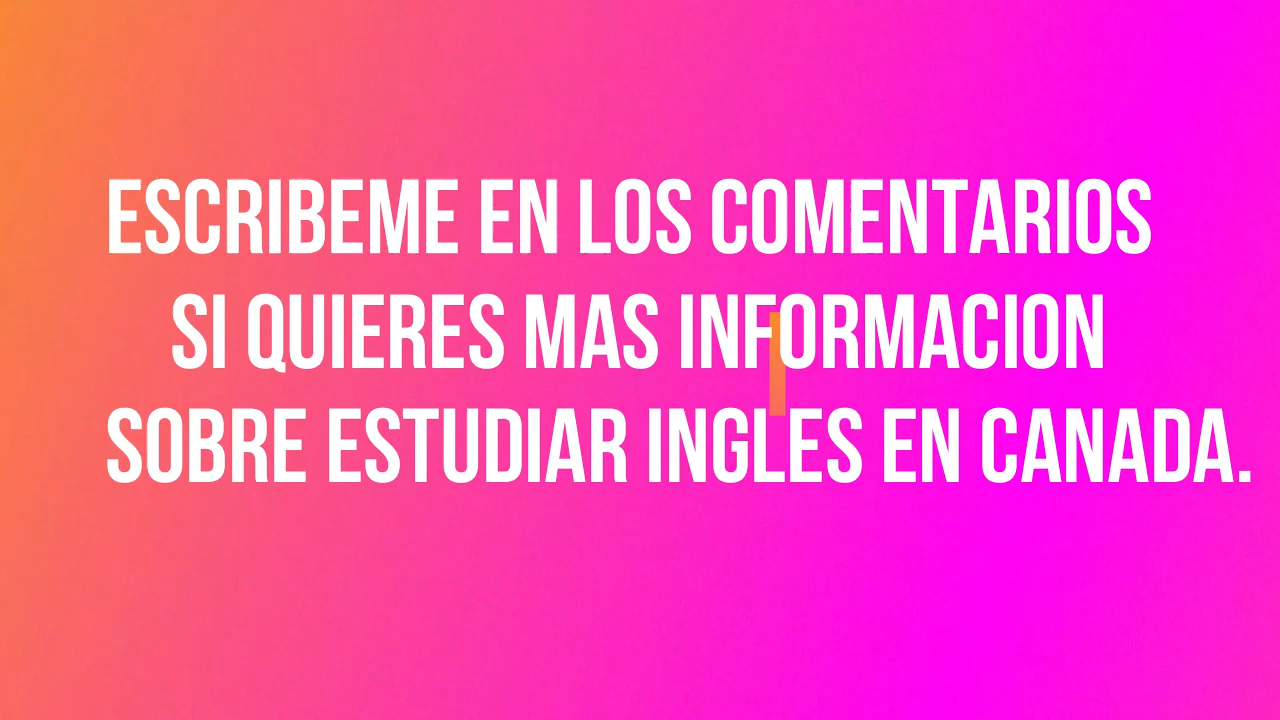 ESCRIBEME EN LOS COMENTARIOS
SI QUIERES MAS INFORMACION
SOBRE ESTUDIAR INGLES EN CANADA.